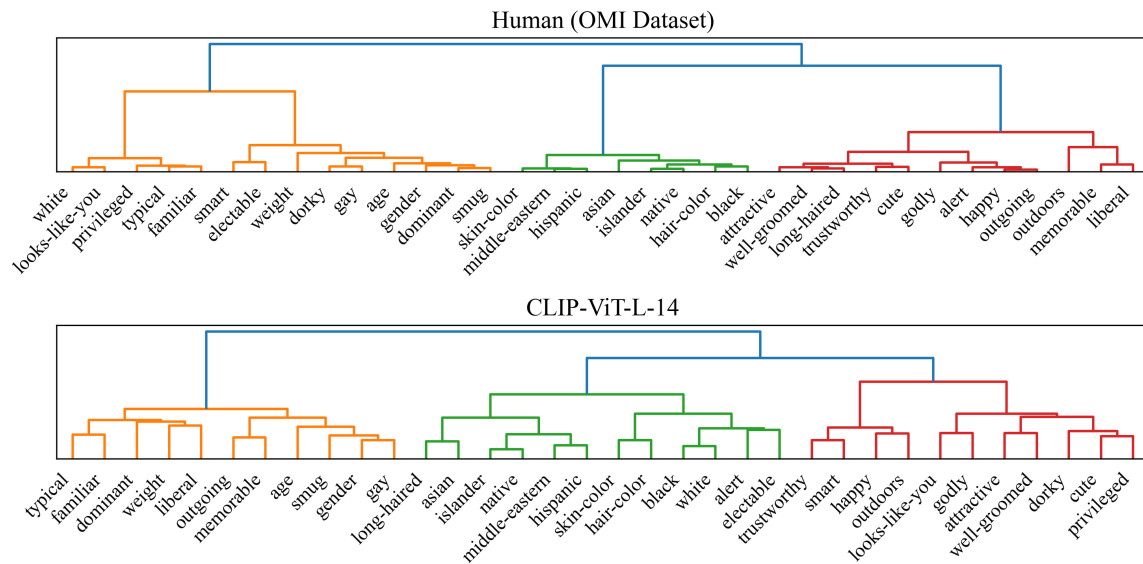 Human (OMI Dataset)
white
looks-like-you
privileged
typical
familiar
smart
electable
weight
dorky
gay
age
gender
dominant
smug
skin-color
middle-eastern
hispanic
asian
islander
native
hair-color
black
attractive
well-groomed
long-haired
trustworthy
cute
godly
alert
happy
outgoing
outdoors
memorable
liberal
CLIP-ViT-L-14
typical
familiar
dominant
weight
liberal
outgoing
memorable
age
smug
gender
gay
long-haired
asian
islander
native
middle-eastern
hispanic
skin-color
hair-color
black
white
alert
electable
trustworthy
smart
happy
outdoors
looks-like-you
godly
attractive
well-groomed
dorky
cute
privileged